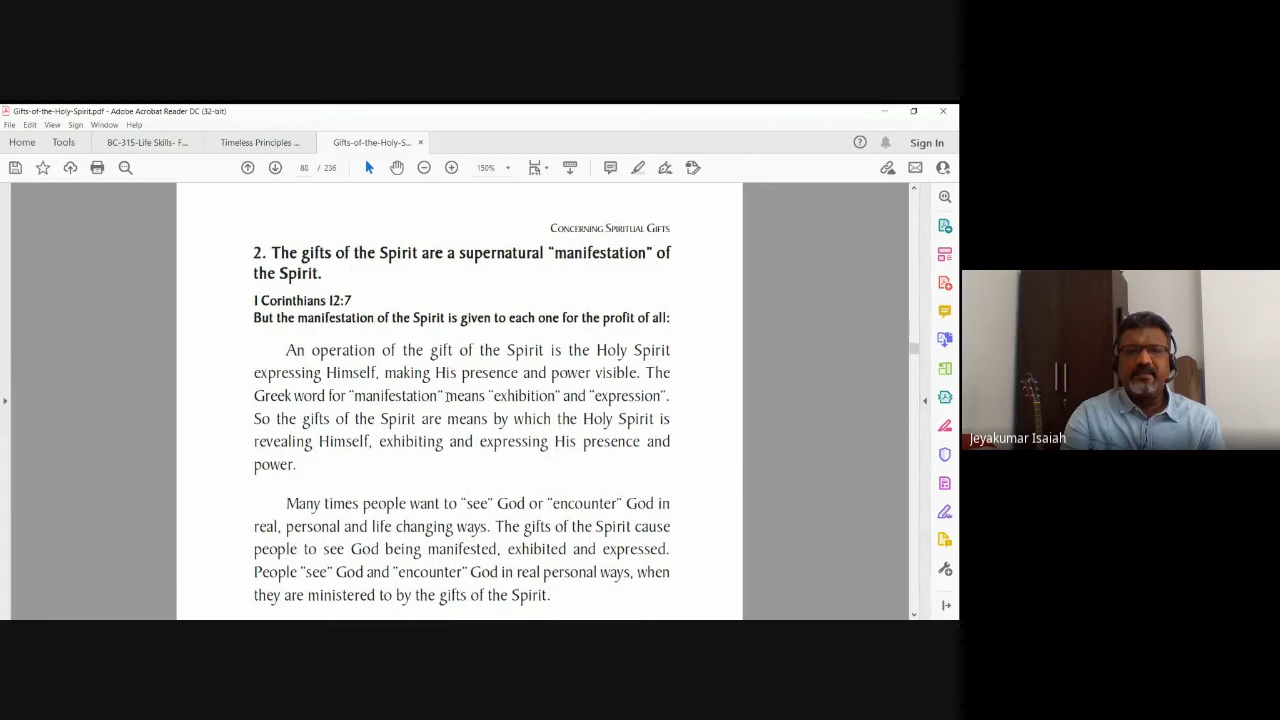 Gifts-of-the-Holy-Spirit.pdf - Adobe Acrobat Reader DC (32-bit)
File Edit View Sign Window Help
Home Tools BC-315-Life Skills- F... Timeless Principles ... Gifts-of-the-Holy-S... × Sign In
88 / 236 150%
CONCERNING SPIRITUAL GIFTS
2. The gifts of the Spirit are a supernatural “manifestation” of
the Spirit.
1 Corinthians 12:7
But the manifestation of the Spirit is given to each one for the profit of all:
An operation of the gift of the Spirit is the Holy Spirit
expressing Himself, making His presence and power visible. The
Greek word for “manifestation” means “exhibition” and “expression”.
So the gifts of the Spirit are means by which the Holy Spirit is
revealing Himself, exhibiting and expressing His presence and
power.
Many times people want to “see” God or “encounter” God in
real, personal and life changing ways. The gifts of the Spirit cause
people to see God being manifested, exhibited and expressed.
People “see” God and “encounter” God in real personal ways, when
they are ministered to by the gifts of the Spirit.
Jeyakumar Isaiah